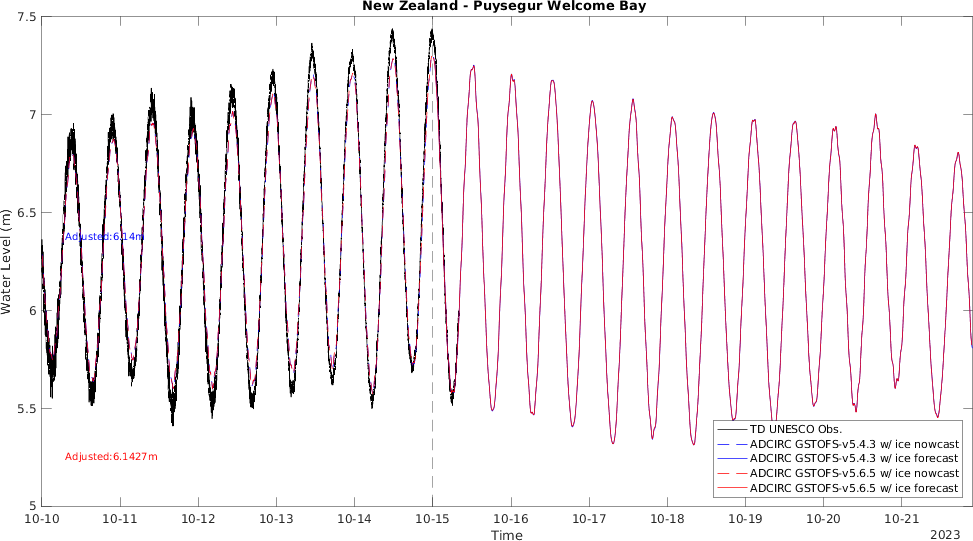 New Zealand - Puysegur Welcome Bay
Water Level (m)
7.5
7
6.5
6
5.5
5
Adjusted:6.14m
Adjusted:6.1427m
TD UNESCO Obs.
ADCIRC GSTOFS-v5.4.3 w/ ice nowcast
ADCIRC GSTOFS-v5.4.3 w/ ice forecast
ADCIRC GSTOFS-v5.6.5 w/ ice nowcast
ADCIRC GSTOFS-v5.6.5 w/ ice forecast
10-10 10-11 10-12 10-13 10-14 10-15 10-16 10-17 10-18 10-19 10-20 10-21
Time
2023